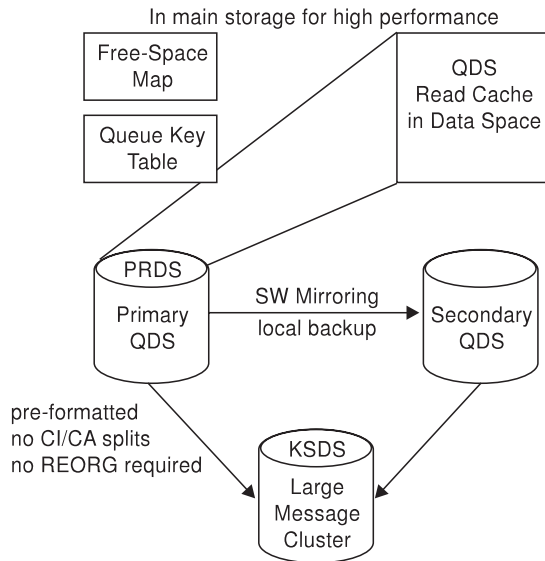 In main storage for high performance
Free-Space
Map
QDS
Read Cache
in Data Space
Queue Key
Table
PRDS
Primary
QDS
SW Mirroring
local backup
Secondary
QDS
pre-formatted
no CI/CA splits
no REORG required
KSDS
Large
Message
Cluster